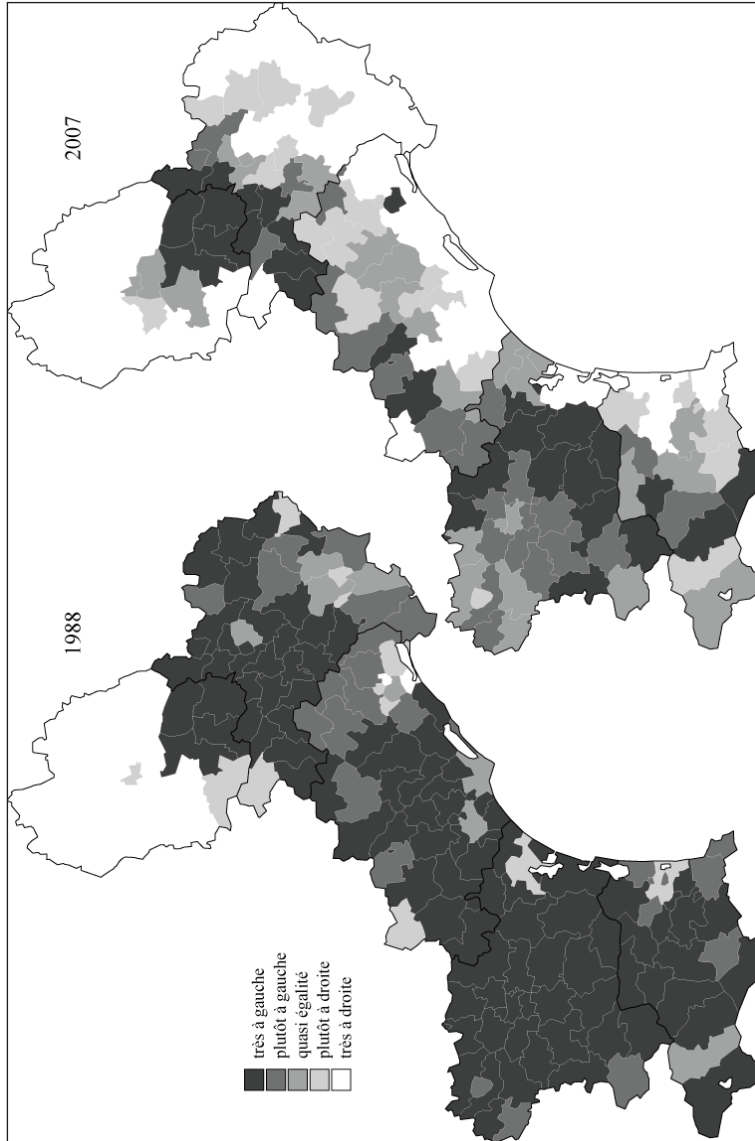 1988
2007
très à gauche
plutôt à gauche
quasi égalité
plutôt à droite
très à droite